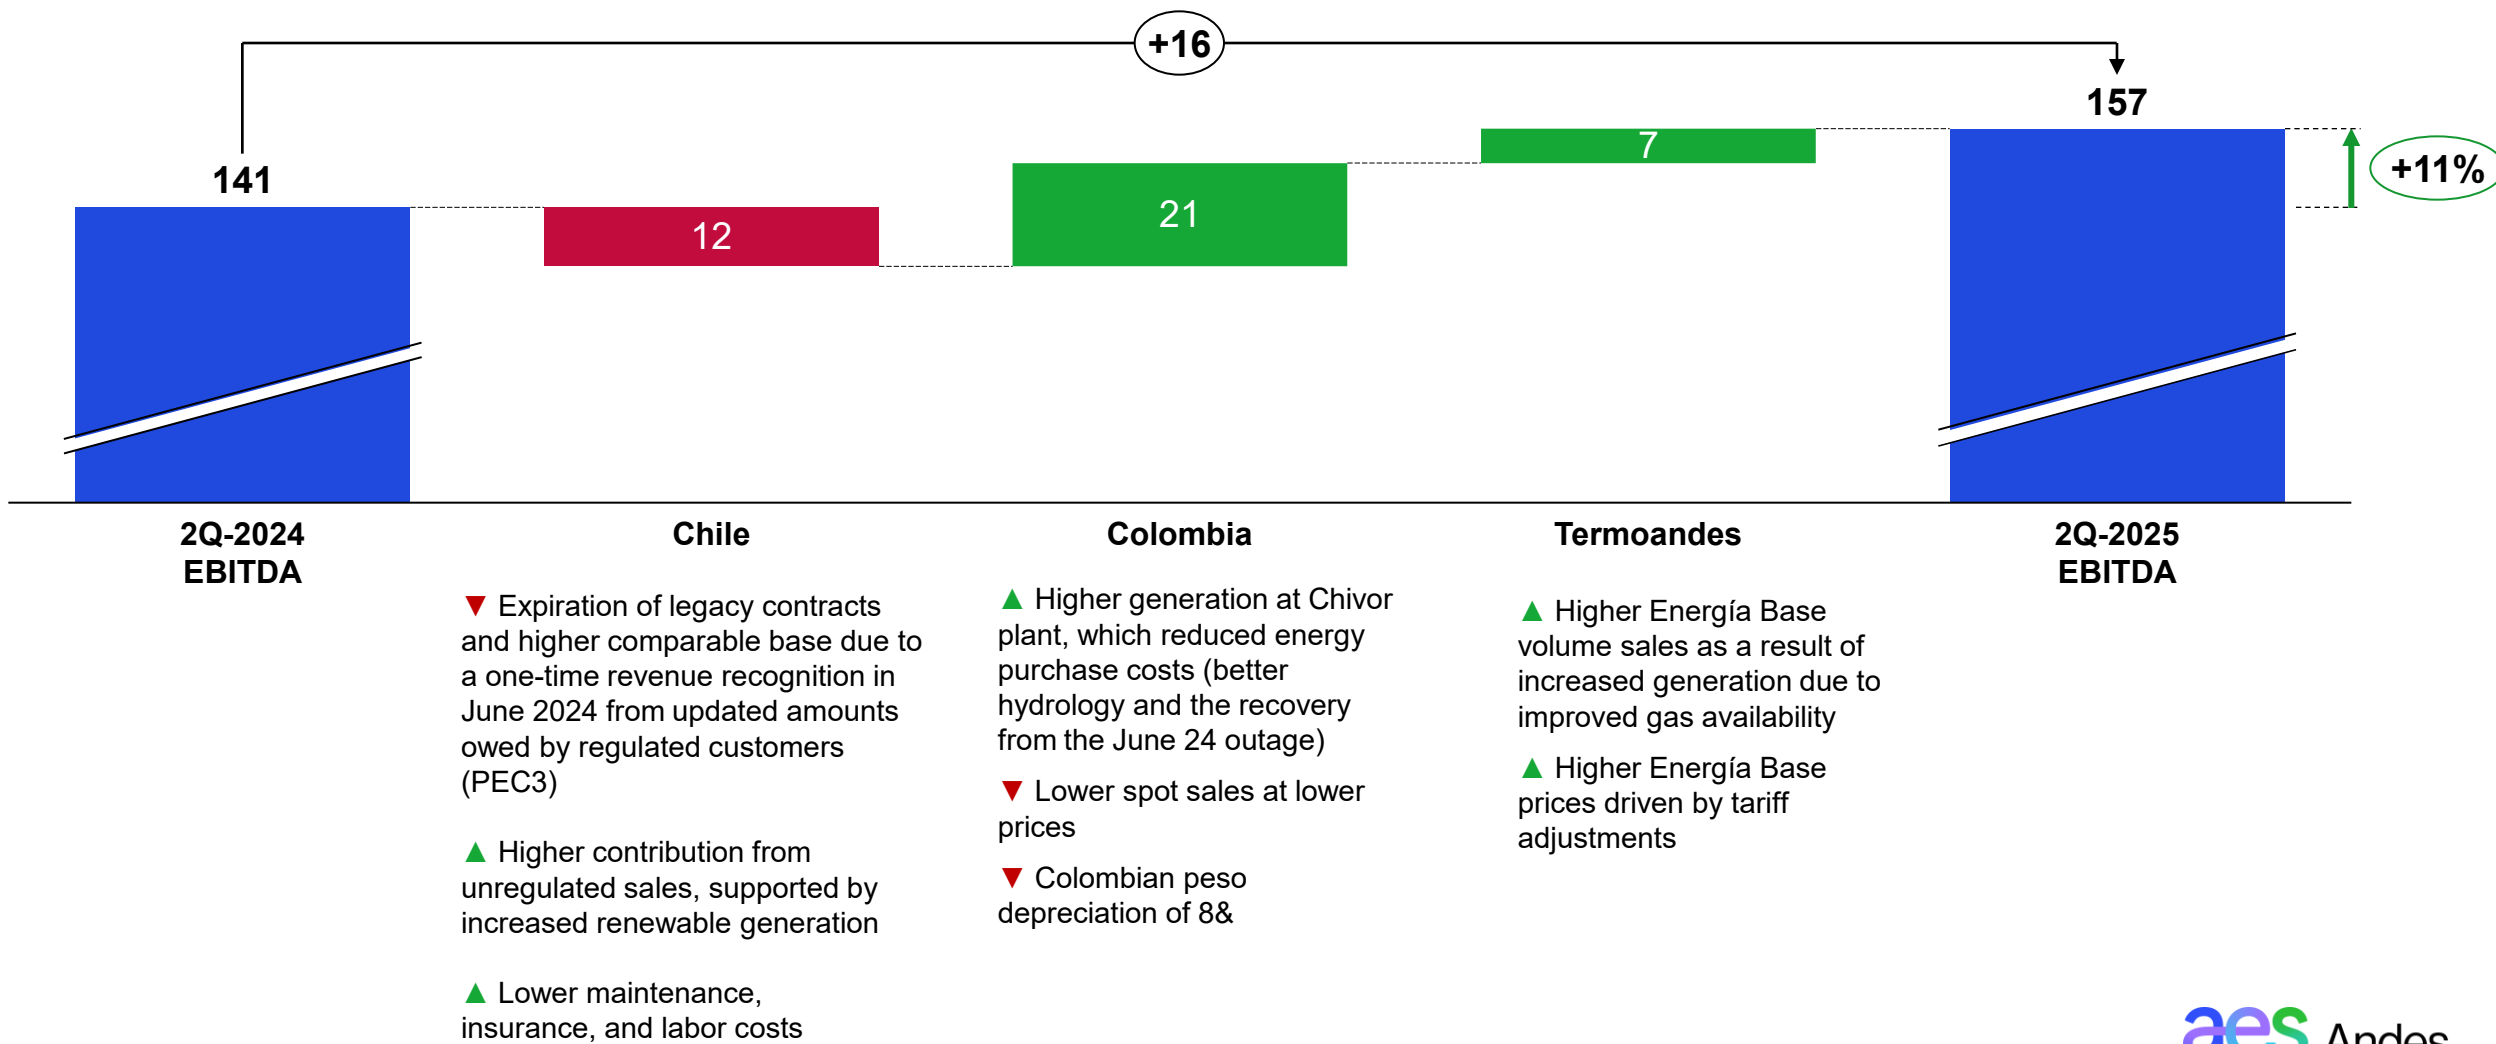 +16
157
+11%
141
12
21
7
2Q-2024
EBITDA
Chile
Colombia
Termoandes
2Q-2025
EBITDA
▼ Expiration of legacy contracts
and higher comparable base due to
a one-time revenue recognition in
June 2024 from updated amounts
owed by regulated customers
(PEC3)
▲ Higher contribution from
unregulated sales, supported by
increased renewable generation
▲ Lower maintenance,
insurance, and labor costs
▲ Higher generation at Chivor
plant, which reduced energy
purchase costs (better
hydrology and the recovery
from the June 24 outage)
▼ Lower spot sales at lower
prices
▼ Colombian peso
depreciation of 8&
▲ Higher Energía Base
volume sales as a result of
increased generation due to
improved gas availability
▲ Higher Energía Base
prices driven by tariff
adjustments
aes Andes